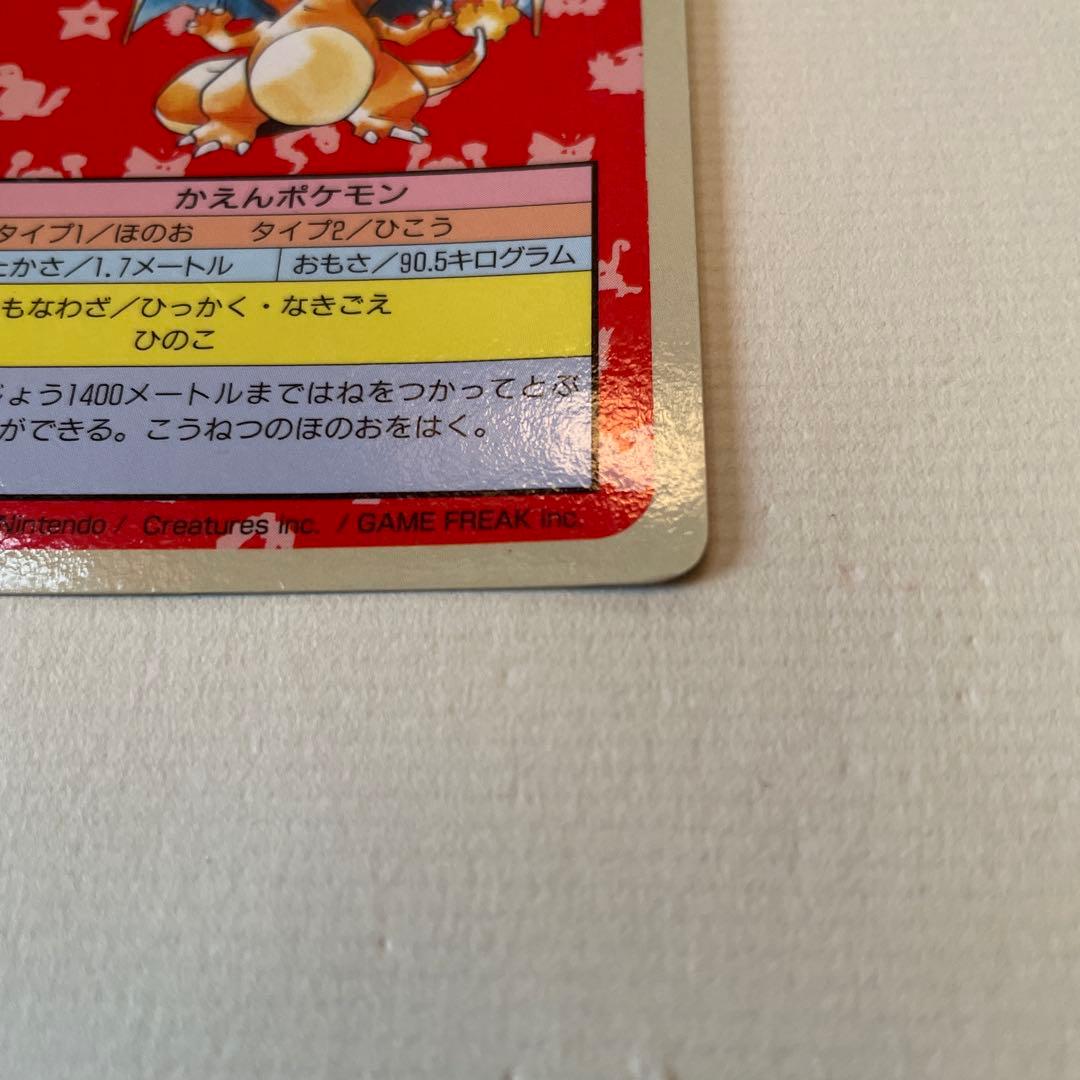 かえんポケモン
タイプ1/ほのお タイプ2/ひこう
たかさ/1.7メートル おもさ/90.5キログラム
もなわざ/ひっかく・なきごえ
ひのこ
じょう1400メートルまではねをつかってとぶ
ができる。こうねつのほのおをはく。
Nintendo / Creatures inc. / GAME FREAK inc.